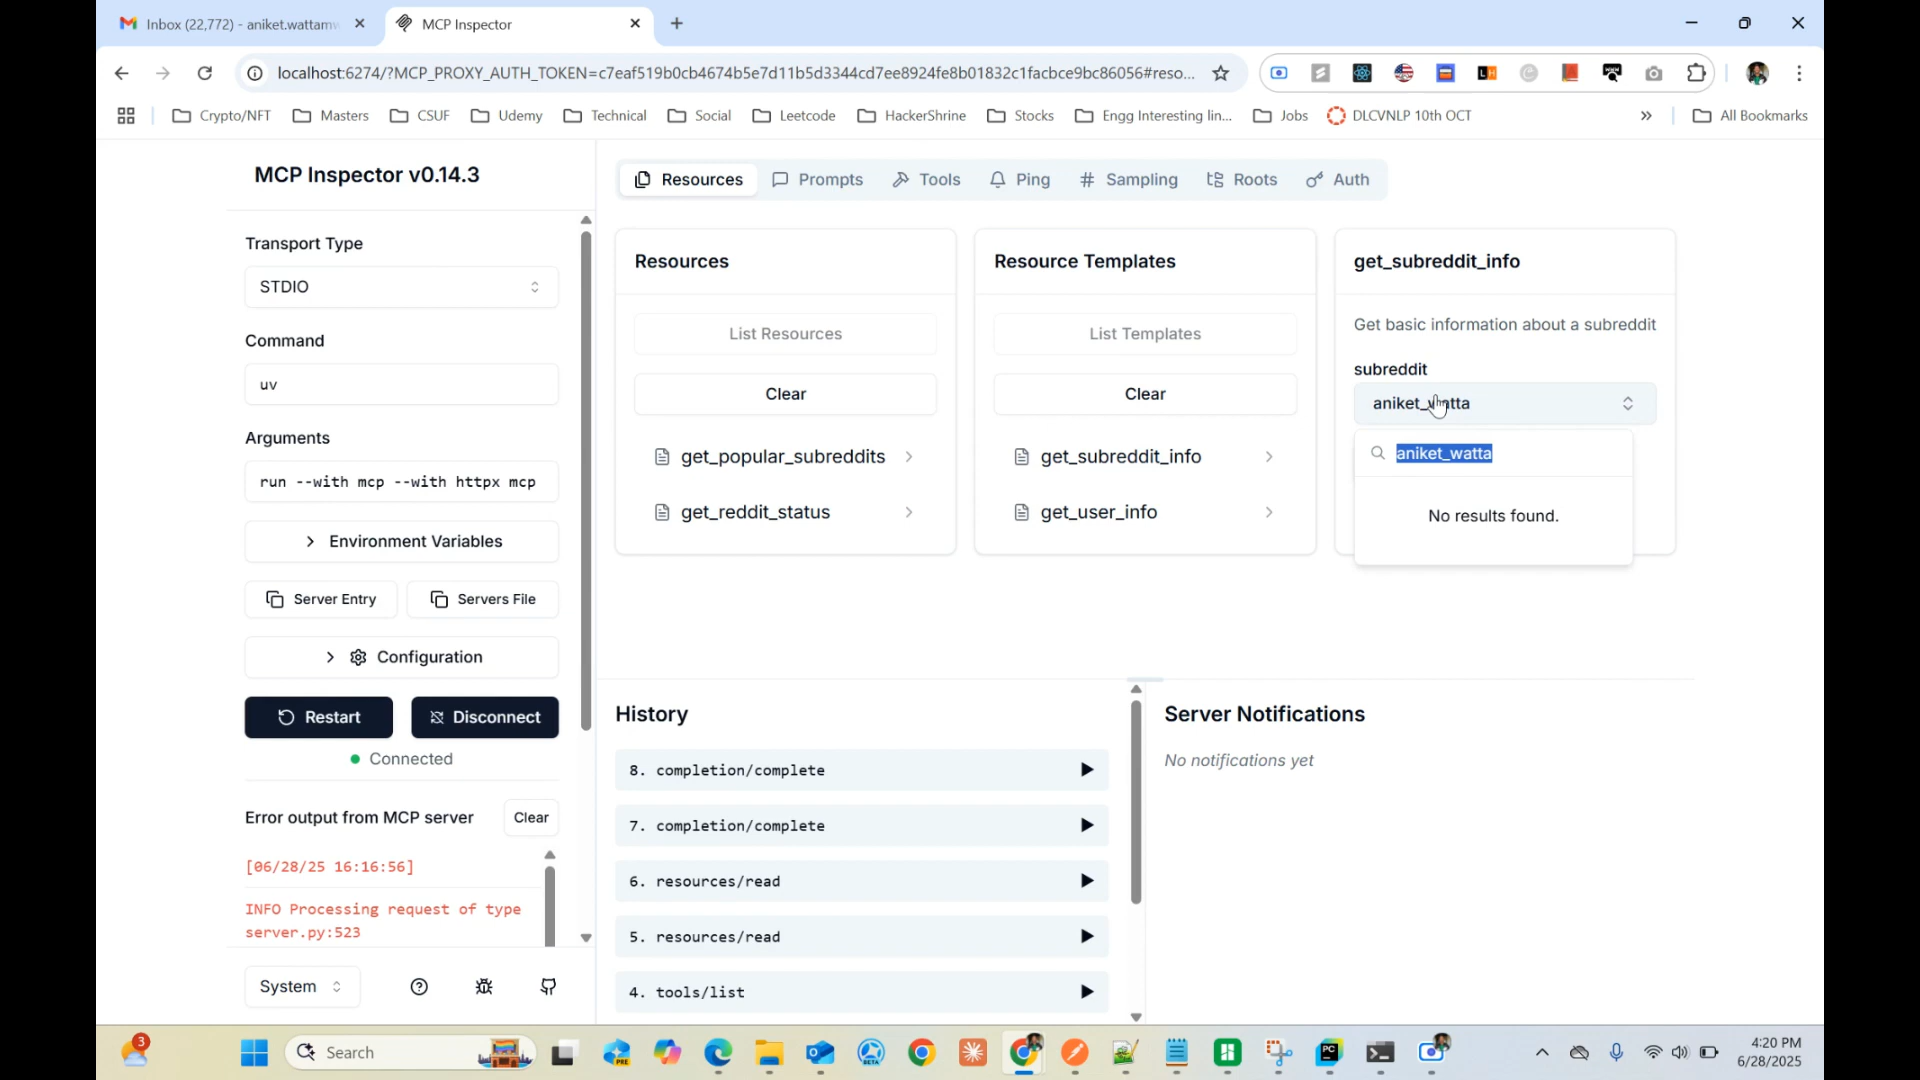 Inbox (22,772) - aniket.wattamw
MCP Inspector
localhost:6274/?MCP_PROXY_AUTH_TOKEN=c7eaf519b0cb4674b5e7d11b5d3344cd7ee8924fe8b01832c1facbce9bc86056#reso...
Crypto/NFT
Masters
CSUF
Udemy
Technical
Social
Leetcode
HackerShrine
Stocks
Engg Interesting lin...
Jobs
DLCVNLP 10th OCT
All Bookmarks
MCP Inspector v0.14.3
Resources
Prompts
Tools
Ping
Sampling
Roots
Auth
Transport Type
STDIO
Command
uv
Arguments
run --with mcp --with httpx mcp
Environment Variables
Server Entry
Servers File
Configuration
Restart
Disconnect
Connected
Error output from MCP server
Clear
[06/28/25 16:16:56]
INFO Processing request of type
server.py:523
System
Resources
List Resources
Clear
get_popular_subreddits
get_reddit_status
Resource Templates
List Templates
Clear
get_subreddit_info
get_user_info
get_subreddit_info
Get basic information about a subreddit
subreddit
aniket_watta
aniket_watta
No results found.
History
8. completion/complete
7. completion/complete
6. resources/read
5. resources/read
4. tools/list
Server Notifications
No notifications yet
3
Search
PRE
BETA
PC
4:20 PM
6/28/2025